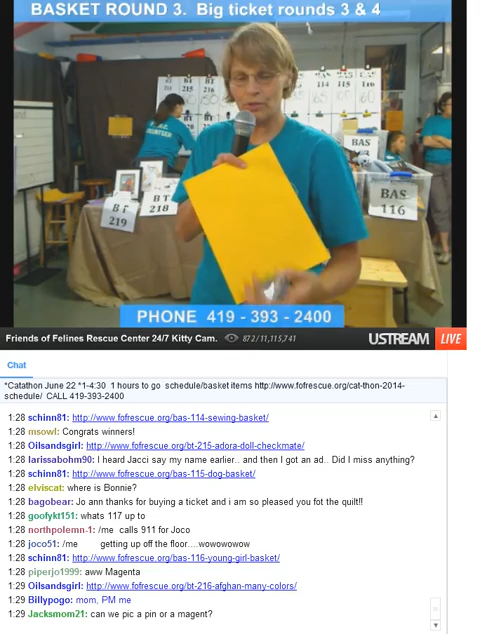 BASKET ROUND 3. Big ticket rounds 3 & 4
BT
219
BT
218
BAS
BAS
116
PHONE 419 - 393 - 2400
Friends of Felines Rescue Center 24/7 Kitty Cam. 872/11,115,741 USTREAM LIVE
Chat
*Catathon June 22 *1-4:30 1 hours to go schedule/basket items http://www.fofrescue.org/cat-thon-2014-
schedule/ CALL 419-393-2400
1:28 schinn81: http://www.fofrescue.org/bas-114-sewing-basket/
1:28 msowl: Congrats winners!
1:28 Oilsandsgirl: http://www.fofrescue.org/bt-215-adora-doll-checkmate/
1:28 larissabohm90: I heard Jacci say my name earlier.. and then I got an ad.. Did I miss anything?
1:28 schinn81: http://www.fofrescue.org/bas-115-dog-basket/
1:28 elviscat: where is Bonnie?
1:28 bagobear: Jo ann thanks for buying a ticket and i am so pleased you fot the quilt!!
1:28 goofykt151: whats 117 up to
1:28 northpolemn-1: /me calls 911 for Joco
1:28 joco51: /me getting up off the floor....wowowowow
1:28 schinn81: http://www.fofrescue.org/bas-116-young-girl-basket/
1:28 piperjo1999: aww Magenta
1:29 Oilsandsgirl: http://www.fofrescue.org/bt-216-afghan-many-colors/
1:29 Billypogo: mom, PM me
1:29 Jacksmom21: can we pic a pin or a magent?